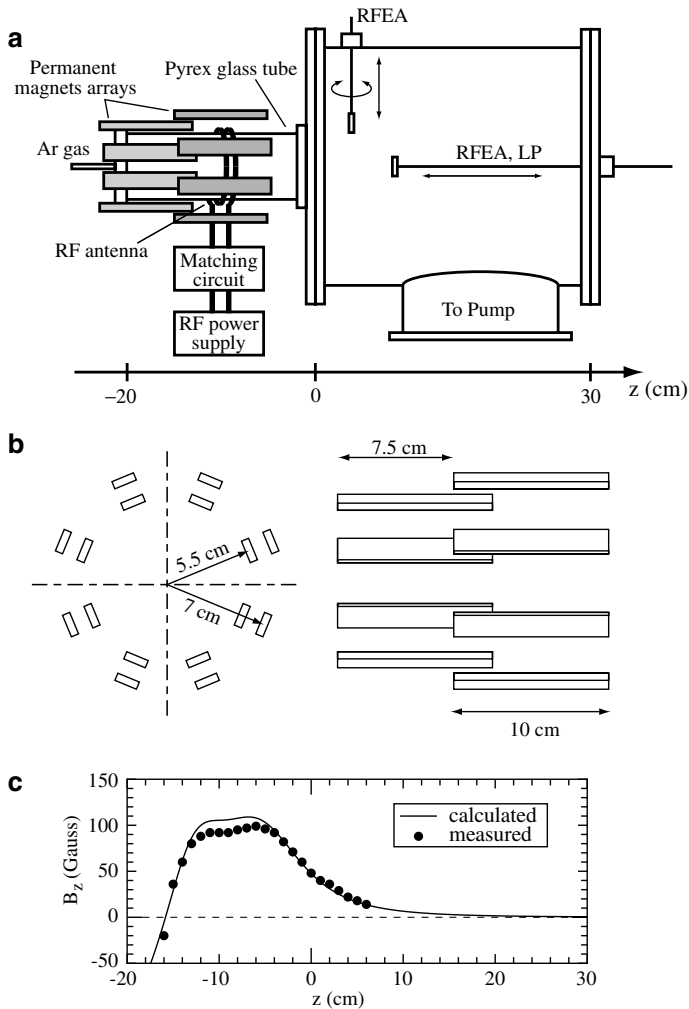 a
RFEA
Permanent
magnets arrays
Pyrex glass tube
Ar gas
RFEA, LP
RF antenna
Matching
circuit
To Pump
RF power
supply
−20
0
30
z (cm)
b
7.5 cm
5.5 cm
7 cm
10 cm
c
150
100
50
0
-50
B_z (Gauss)
calculated
measured
-20
-10
0
10
20
30
z (cm)